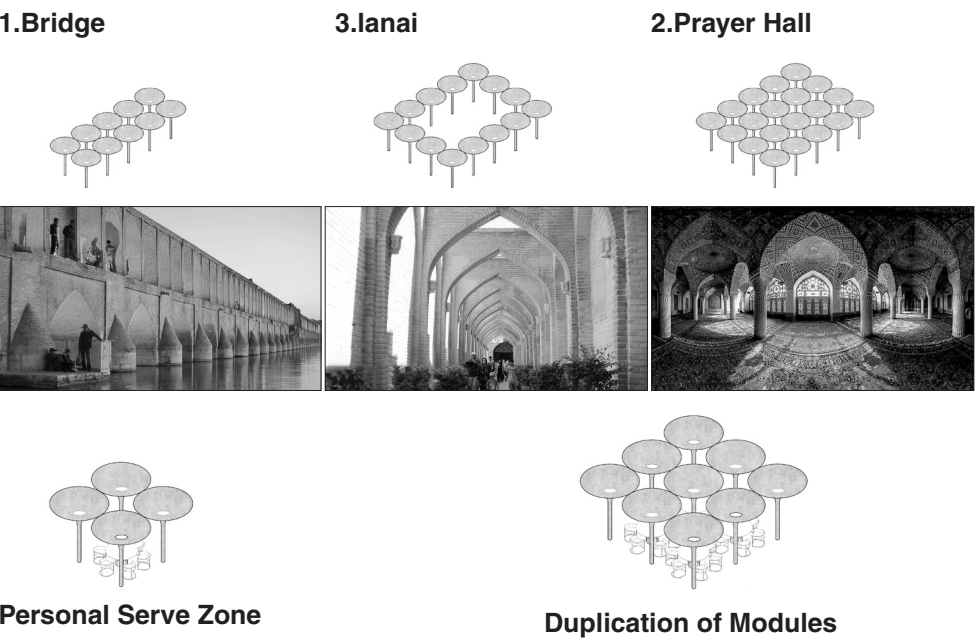 1.Bridge
3.lanai
2.Prayer Hall
Personal Serve Zone
Duplication of Modules